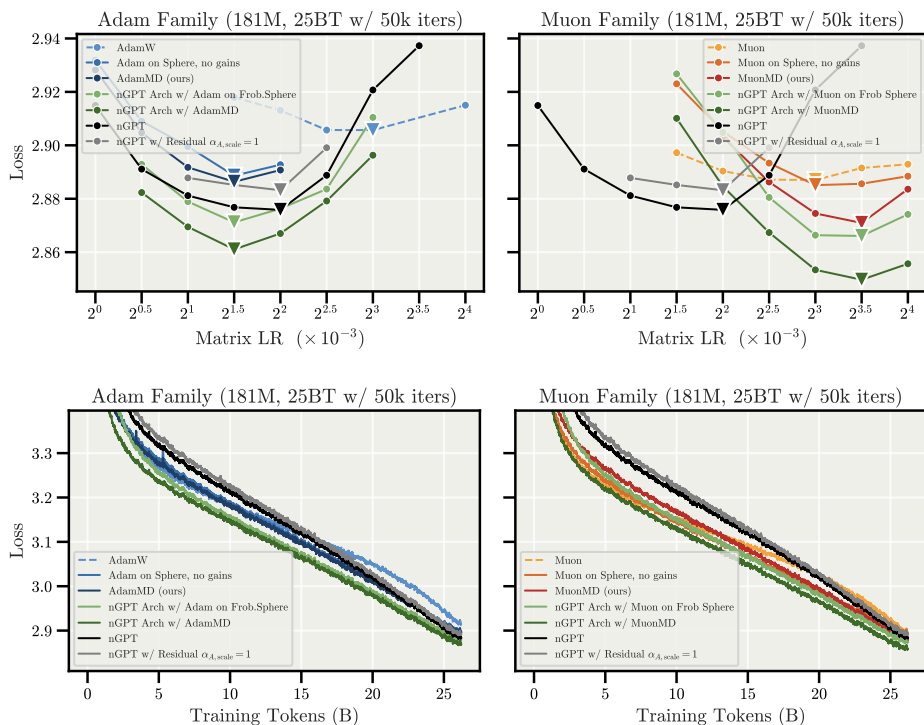 Adam Family (181M, 25BT w/ 50k iters)
2.94
2.92
2.90
2.88
2.86
Loss
AdamW
Adam on Sphere, no gains
AdamMD (ours)
nGPT Arch w/ Adam on Frob.Sphere
nGPT Arch w/ AdamMD
nGPT
nGPT w/ Residual α_{A,scale} = 1
2^0 2^0.5 2^1 2^1.5 2^2 2^2.5 2^3 2^3.5 2^4
Matrix LR (×10^−3)
Muon Family (181M, 25BT w/ 50k iters)
Muon
Muon on Sphere, no gains
MuonMD (ours)
nGPT Arch w/ Muon on Frob Sphere
nGPT Arch w/ MuonMD
nGPT
nGPT w/ Residual α_{A,scale} = 1
2^0 2^0.5 2^1 2^1.5 2^2 2^2.5 2^3 2^3.5 2^4
Matrix LR (×10^−3)
Adam Family (181M, 25BT w/ 50k iters)
3.3
3.2
3.1
3.0
2.9
Loss
AdamW
Adam on Sphere, no gains
AdamMD (ours)
nGPT Arch w/ Adam on Frob.Sphere
nGPT Arch w/ AdamMD
nGPT
nGPT w/ Residual α_{A,scale} = 1
0 5 10 15 20 25
Training Tokens (B)
Muon Family (181M, 25BT w/ 50k iters)
Muon
Muon on Sphere, no gains
MuonMD (ours)
nGPT Arch w/ Muon on Frob Sphere
nGPT Arch w/ MuonMD
nGPT
nGPT w/ Residual α_{A,scale} = 1
0 5 10 15 20 25
Training Tokens (B)